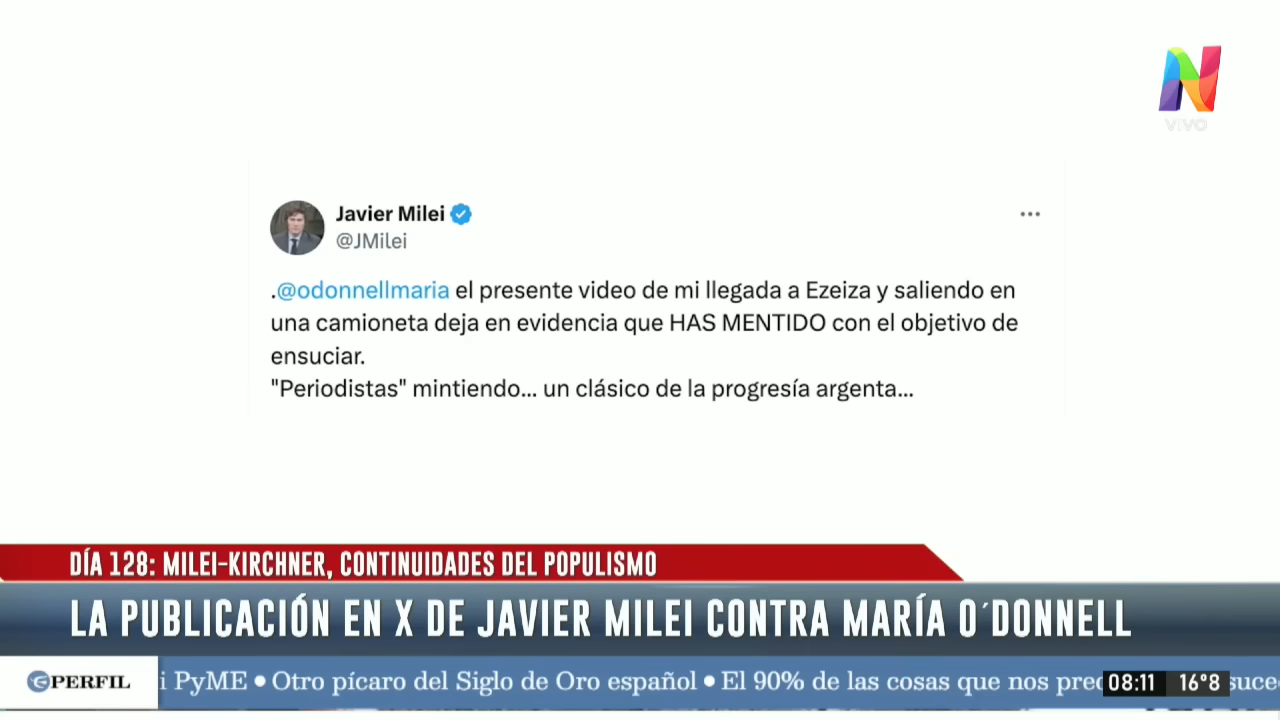 N
VIVO
Javier Milei
@JMilei
.@odonnellmaria el presente video de mi llegada a Ezeiza y saliendo en
una camioneta deja en evidencia que HAS MENTIDO con el objetivo de
ensuciar.
"Periodistas" mintiendo... un clásico de la progresía argenta...
DÍA 128: MILEI-KIRCHNER, CONTINUIDADES DEL POPULISMO
LA PUBLICACIÓN EN X DE JAVIER MILEI CONTRA MARÍA O´DONNELL
PERFIL
i PyME • Otro pícaro del Siglo de Oro español • El 90% de las cosas que nos
08:11 16°8